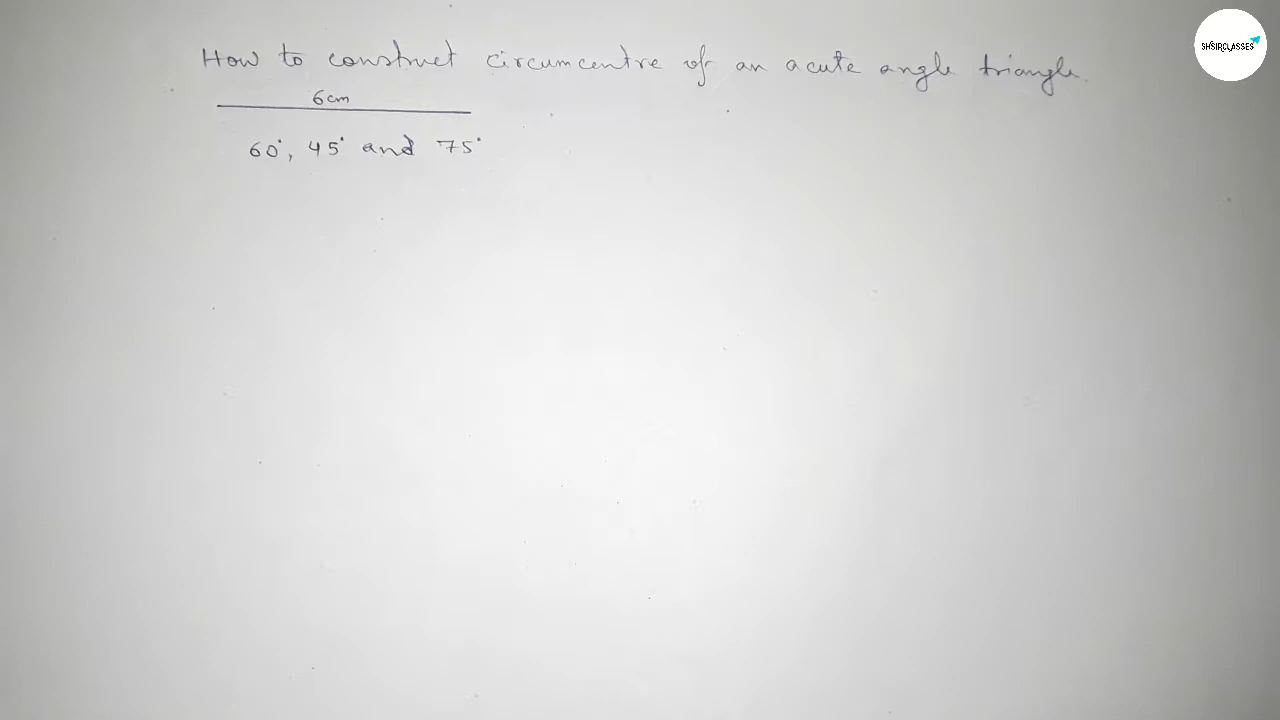 How to construct circumcentre of an acute angle triangle.
6cm
60°, 45° and 75°
SHSIRCLASSES